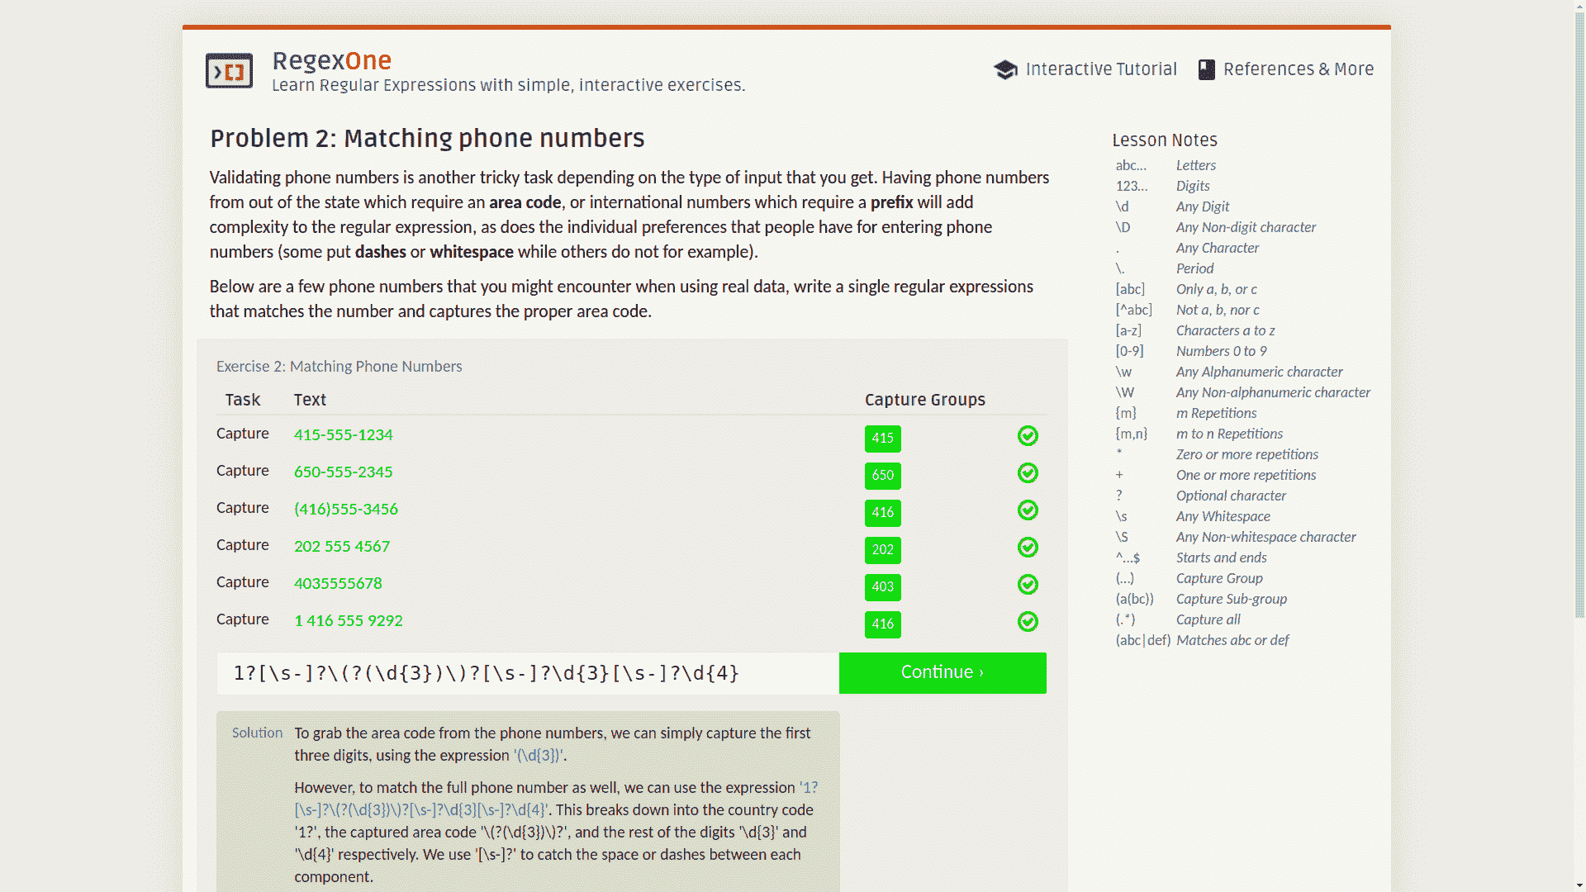 RegexOne
Learn Regular Expressions with simple, interactive exercises.
Interactive Tutorial
References & More
Problem 2: Matching phone numbers
Validating phone numbers is another tricky task depending on the type of input that you get. Having phone numbers
from out of the state which require an area code, or international numbers which require a prefix will add
complexity to the regular expression, as does the individual preferences that people have for entering phone
numbers (some put dashes or whitespace while others do not for example).
Below are a few phone numbers that you might encounter when using real data, write a single regular expressions
that matches the number and captures the proper area code.
Exercise 2: Matching Phone Numbers
Task Text Capture Groups
Capture 415-555-1234 415
Capture 650-555-2345 650
Capture (416)555-3456 416
Capture 202 555 4567 202
Capture 4035555678 403
Capture 1 416 555 9292 416
1?[\s-]?\(?(\d{3})\)?[\s-]?\d{3}[\s-]?\d{4}
Continue ›
Solution To grab the area code from the phone numbers, we can simply capture the first
three digits, using the expression '(\d{3})'.
However, to match the full phone number as well, we can use the expression '1?
[\s-]?\(?(\d{3})\)?[\s-]?\d{3}[\s-]?\d{4}'. This breaks down into the country code
'1?', the captured area code '\(?(\d{3})\)?', and the rest of the digits '\d{3}' and
'\d{4}' respectively. We use '[\s-]?' to catch the space or dashes between each
component.
Lesson Notes
abc… Letters
123… Digits
\d Any Digit
\D Any Non-digit character
. Any Character
\. Period
[abc] Only a, b, or c
[^abc] Not a, b, nor c
[a-z] Characters a to z
[0-9] Numbers 0 to 9
\w Any Alphanumeric character
\W Any Non-alphanumeric character
{m} m Repetitions
{m,n} m to n Repetitions
* Zero or more repetitions
+ One or more repetitions
? Optional character
\s Any Whitespace
\S Any Non-whitespace character
^…$ Starts and ends
(…) Capture Group
(a(bc)) Capture Sub-group
(.*) Capture all
(abc|def) Matches abc or def